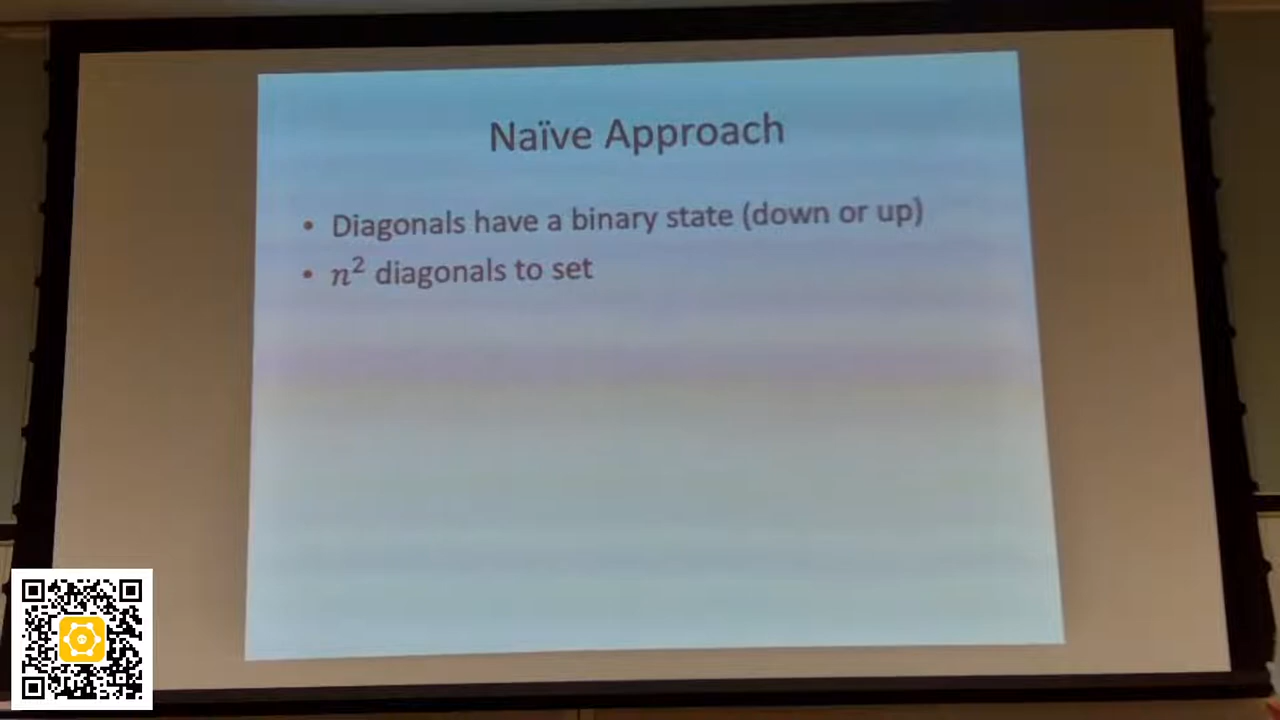 Naïve Approach
• Diagonals have a binary state (down or up)
• n² diagonals to set